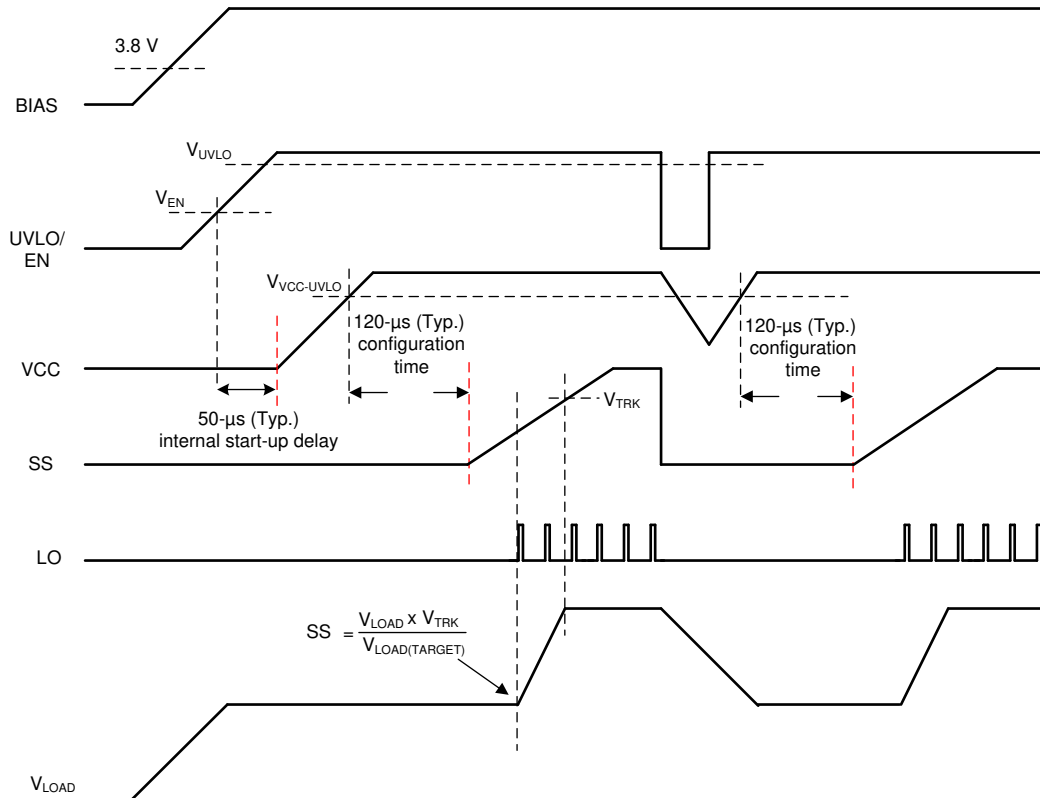 3.8 V
BIAS
V_UVLO
V_EN
UVLO/
EN
V_VCC-UVLO
120-µs (Typ.)
configuration
time
120-µs (Typ.)
configuration
time
VCC
50-µs (Typ.)
internal start-up delay
V_TRK
SS
LO
SS = V_LOAD x V_TRK
V_LOAD(TARGET)
V_LOAD